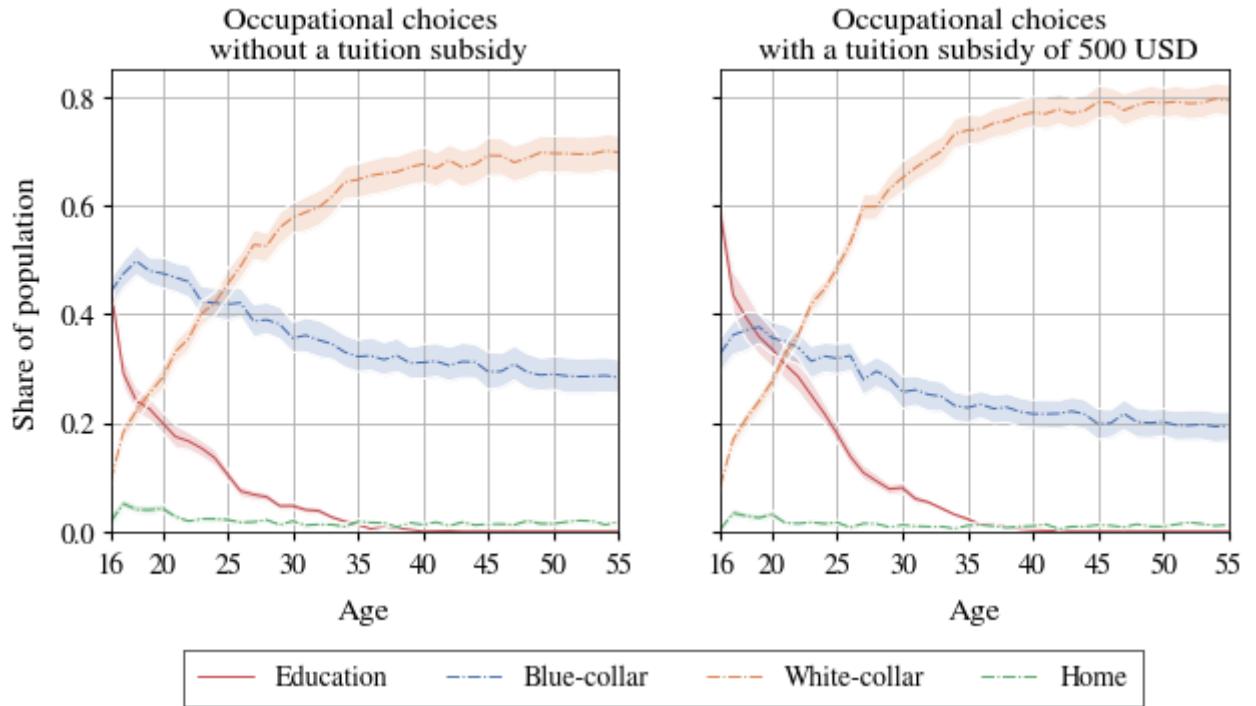 Occupational choices
without a tuition subsidy
Occupational choices
with a tuition subsidy of 500 USD
Share of population
0.8
0.6
0.4
0.2
0.0
16 20 25 30 35 40 45 50 55
16 20 25 30 35 40 45 50 55
Age
Age
Education Blue-collar White-collar Home